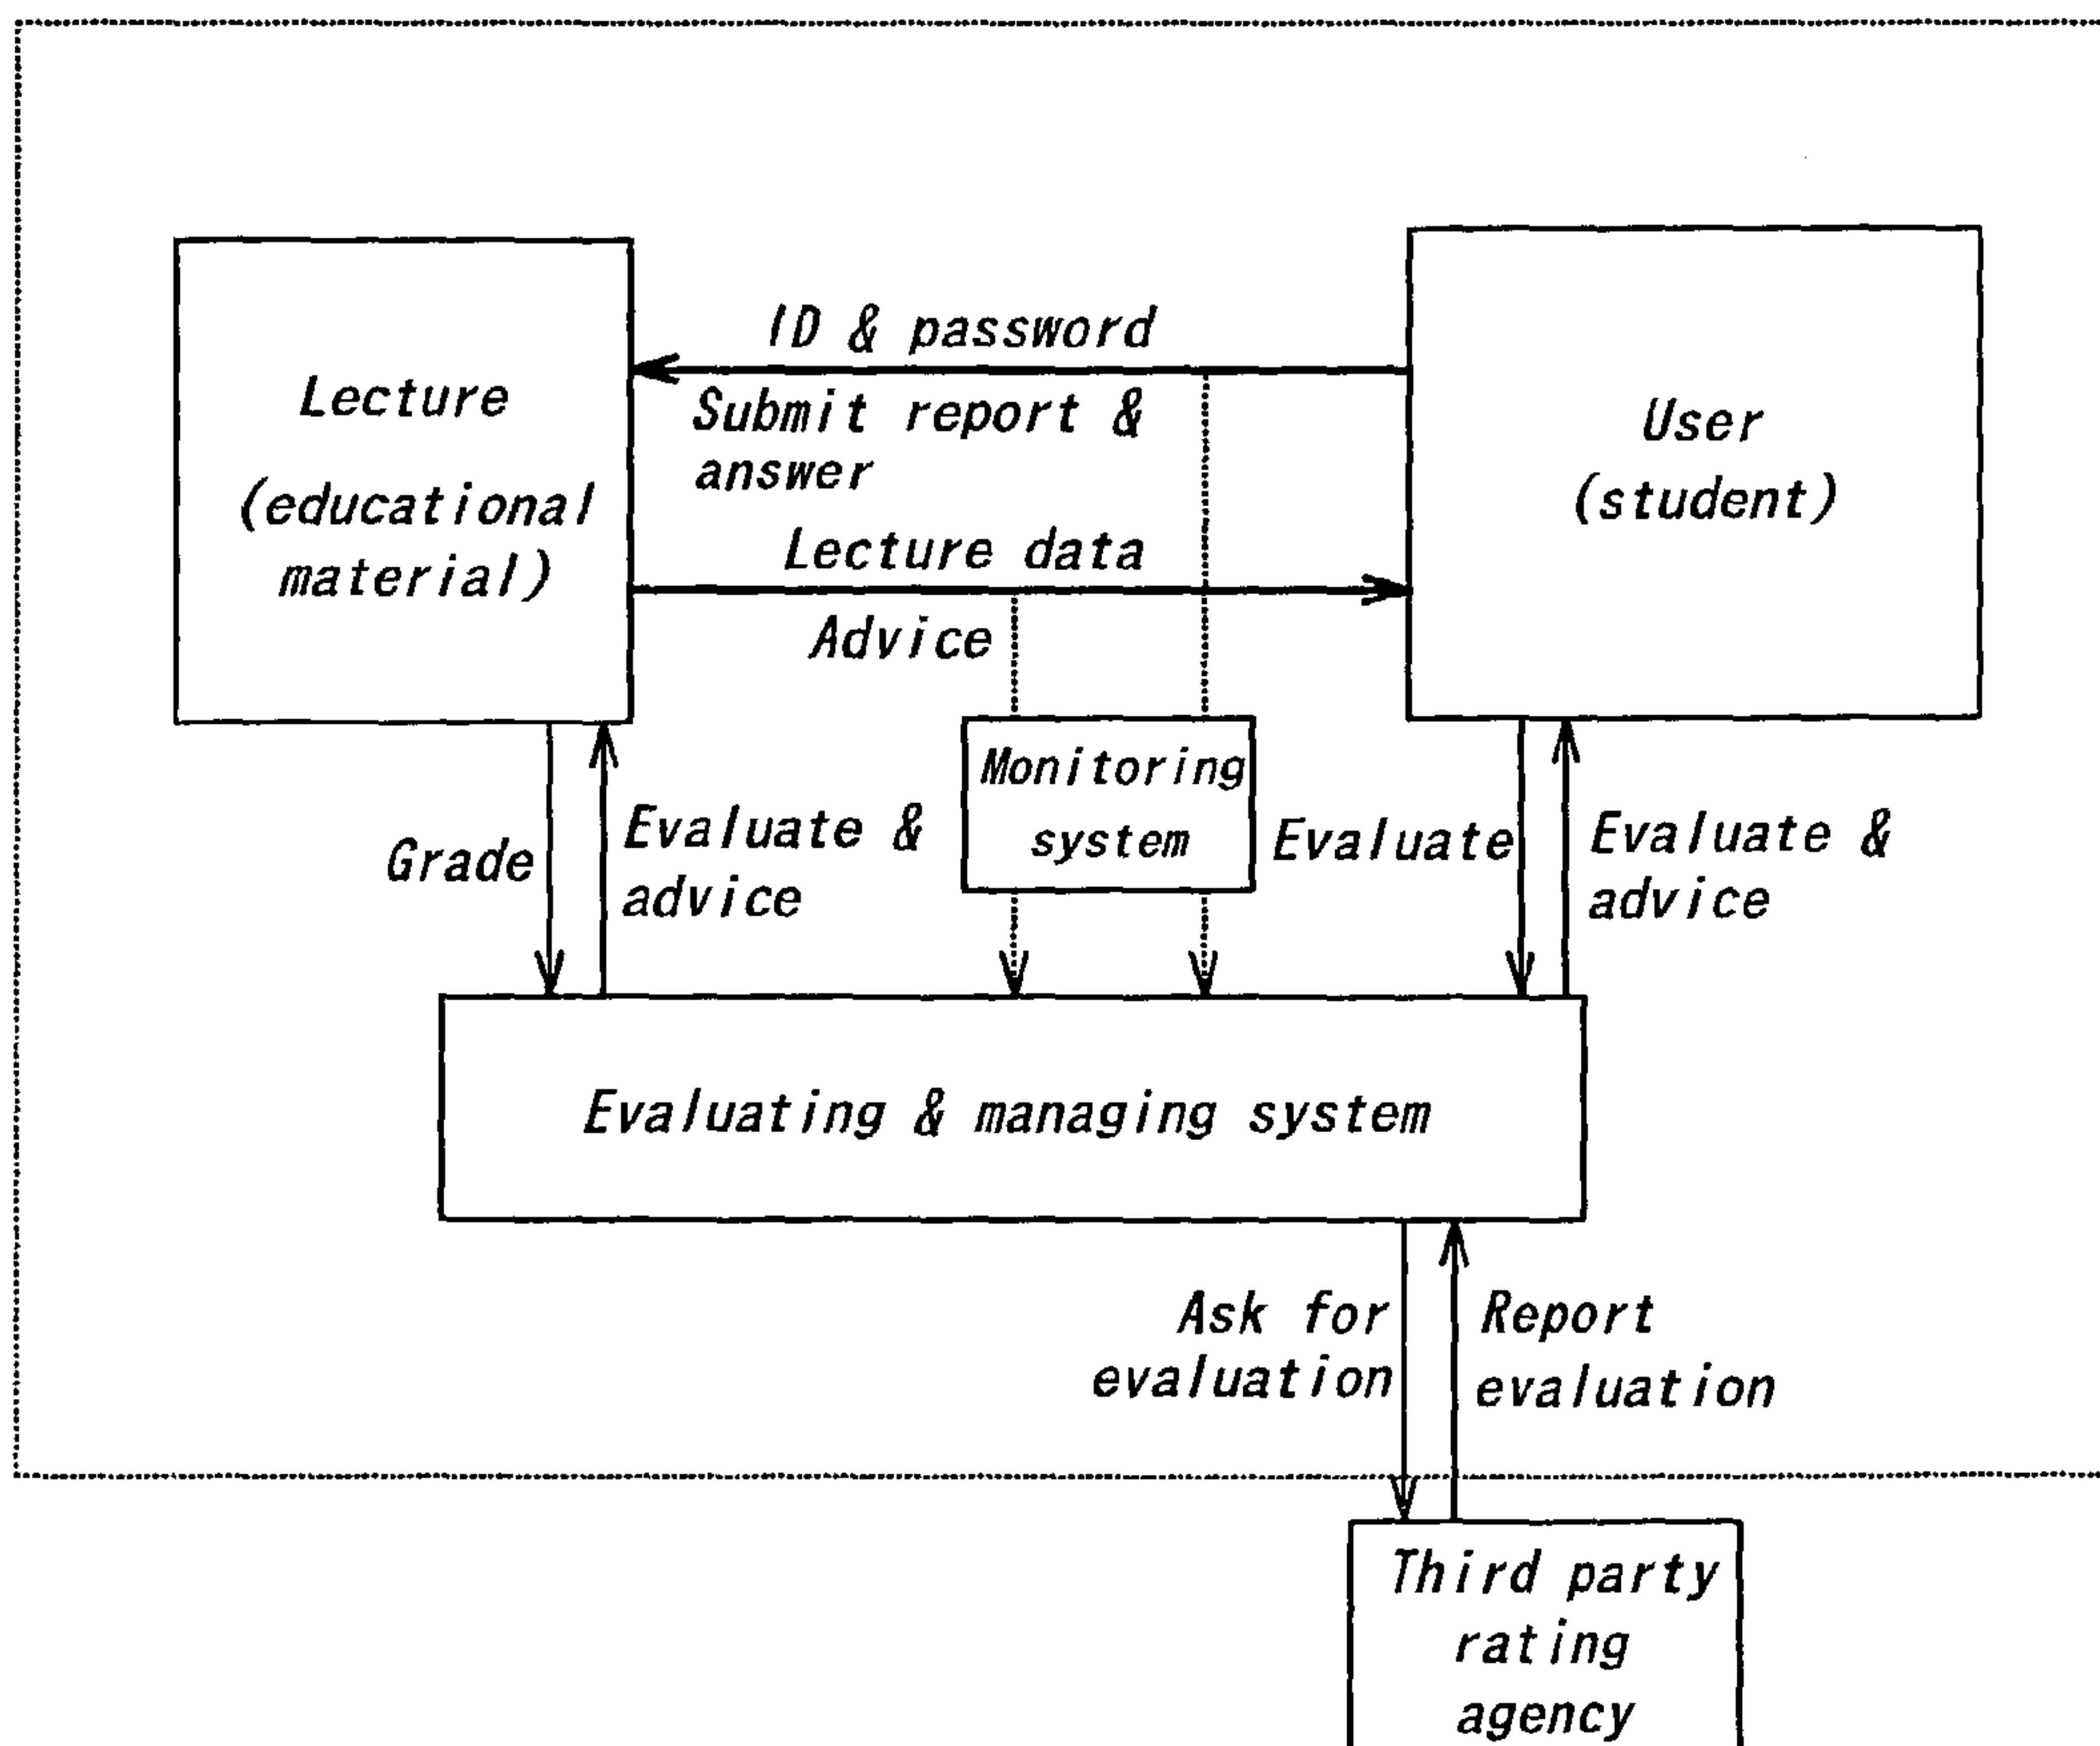 ID & password
Lecture
(educational
material)
Submit report &
answer
Lecture data
Advice
User
(student)
Monitoring
system
Grade
Evaluate &
advice
Evaluate
Evaluate &
advice
Evaluating & managing system
Ask for
evaluation
Report
evaluation
Third party
rating
agency